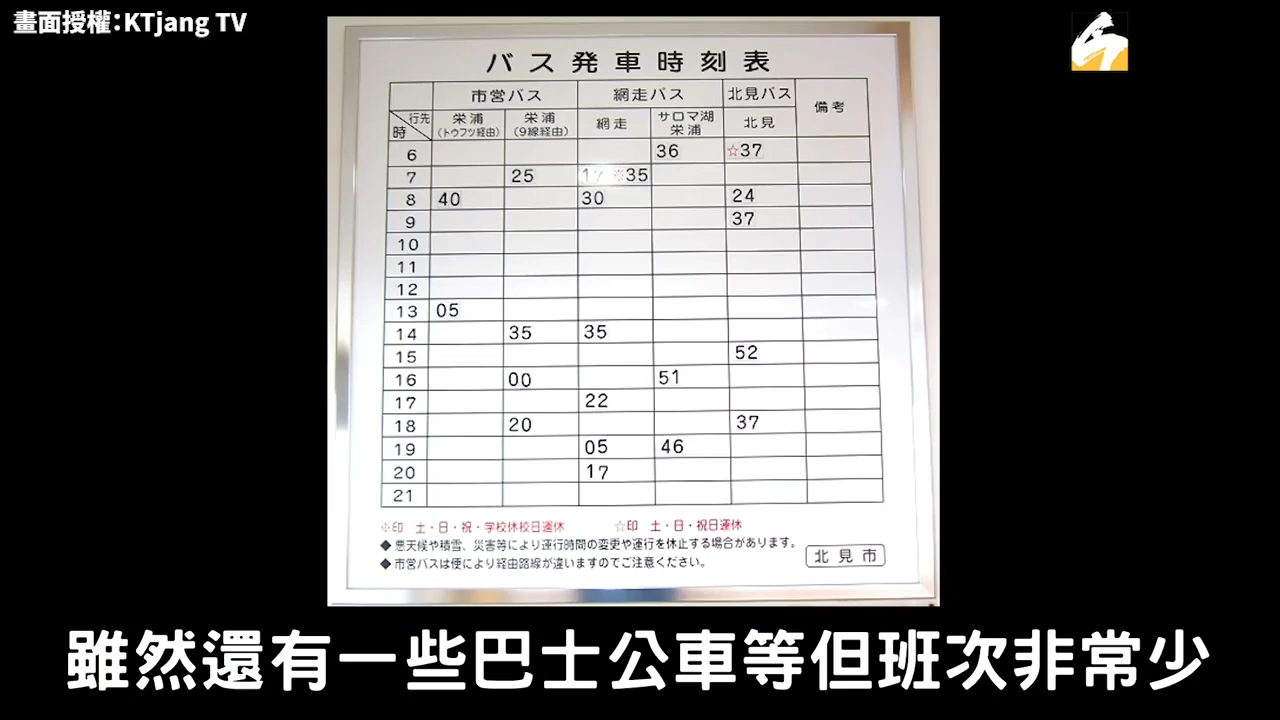 畫面授權:KTjang TV
バス発車時刻表
市営バス 網走バス 北見バス 備考
行先 時 栄浦 (トウフツ経由) 栄浦 (9線経由) 網走 サロマ湖 栄浦 北見
6 36 ☆37
7 25 ※35
8 40 30 24
9 37
10
11
12
13 05
14 35 35
15 52
16 00 51
17 22
18 20 37
19 05 46
20 17
21
※印 土・日・祝・学校休校日運休 ☆印 土・日・祝日運休
◆悪天候や積雪、災害等により運行時間の変更や運行を休止する場合があります。
◆市営バスは便により経由路線が違いますのでご注意ください。
北見市
雖然還有一些巴士公車等但班次非常少